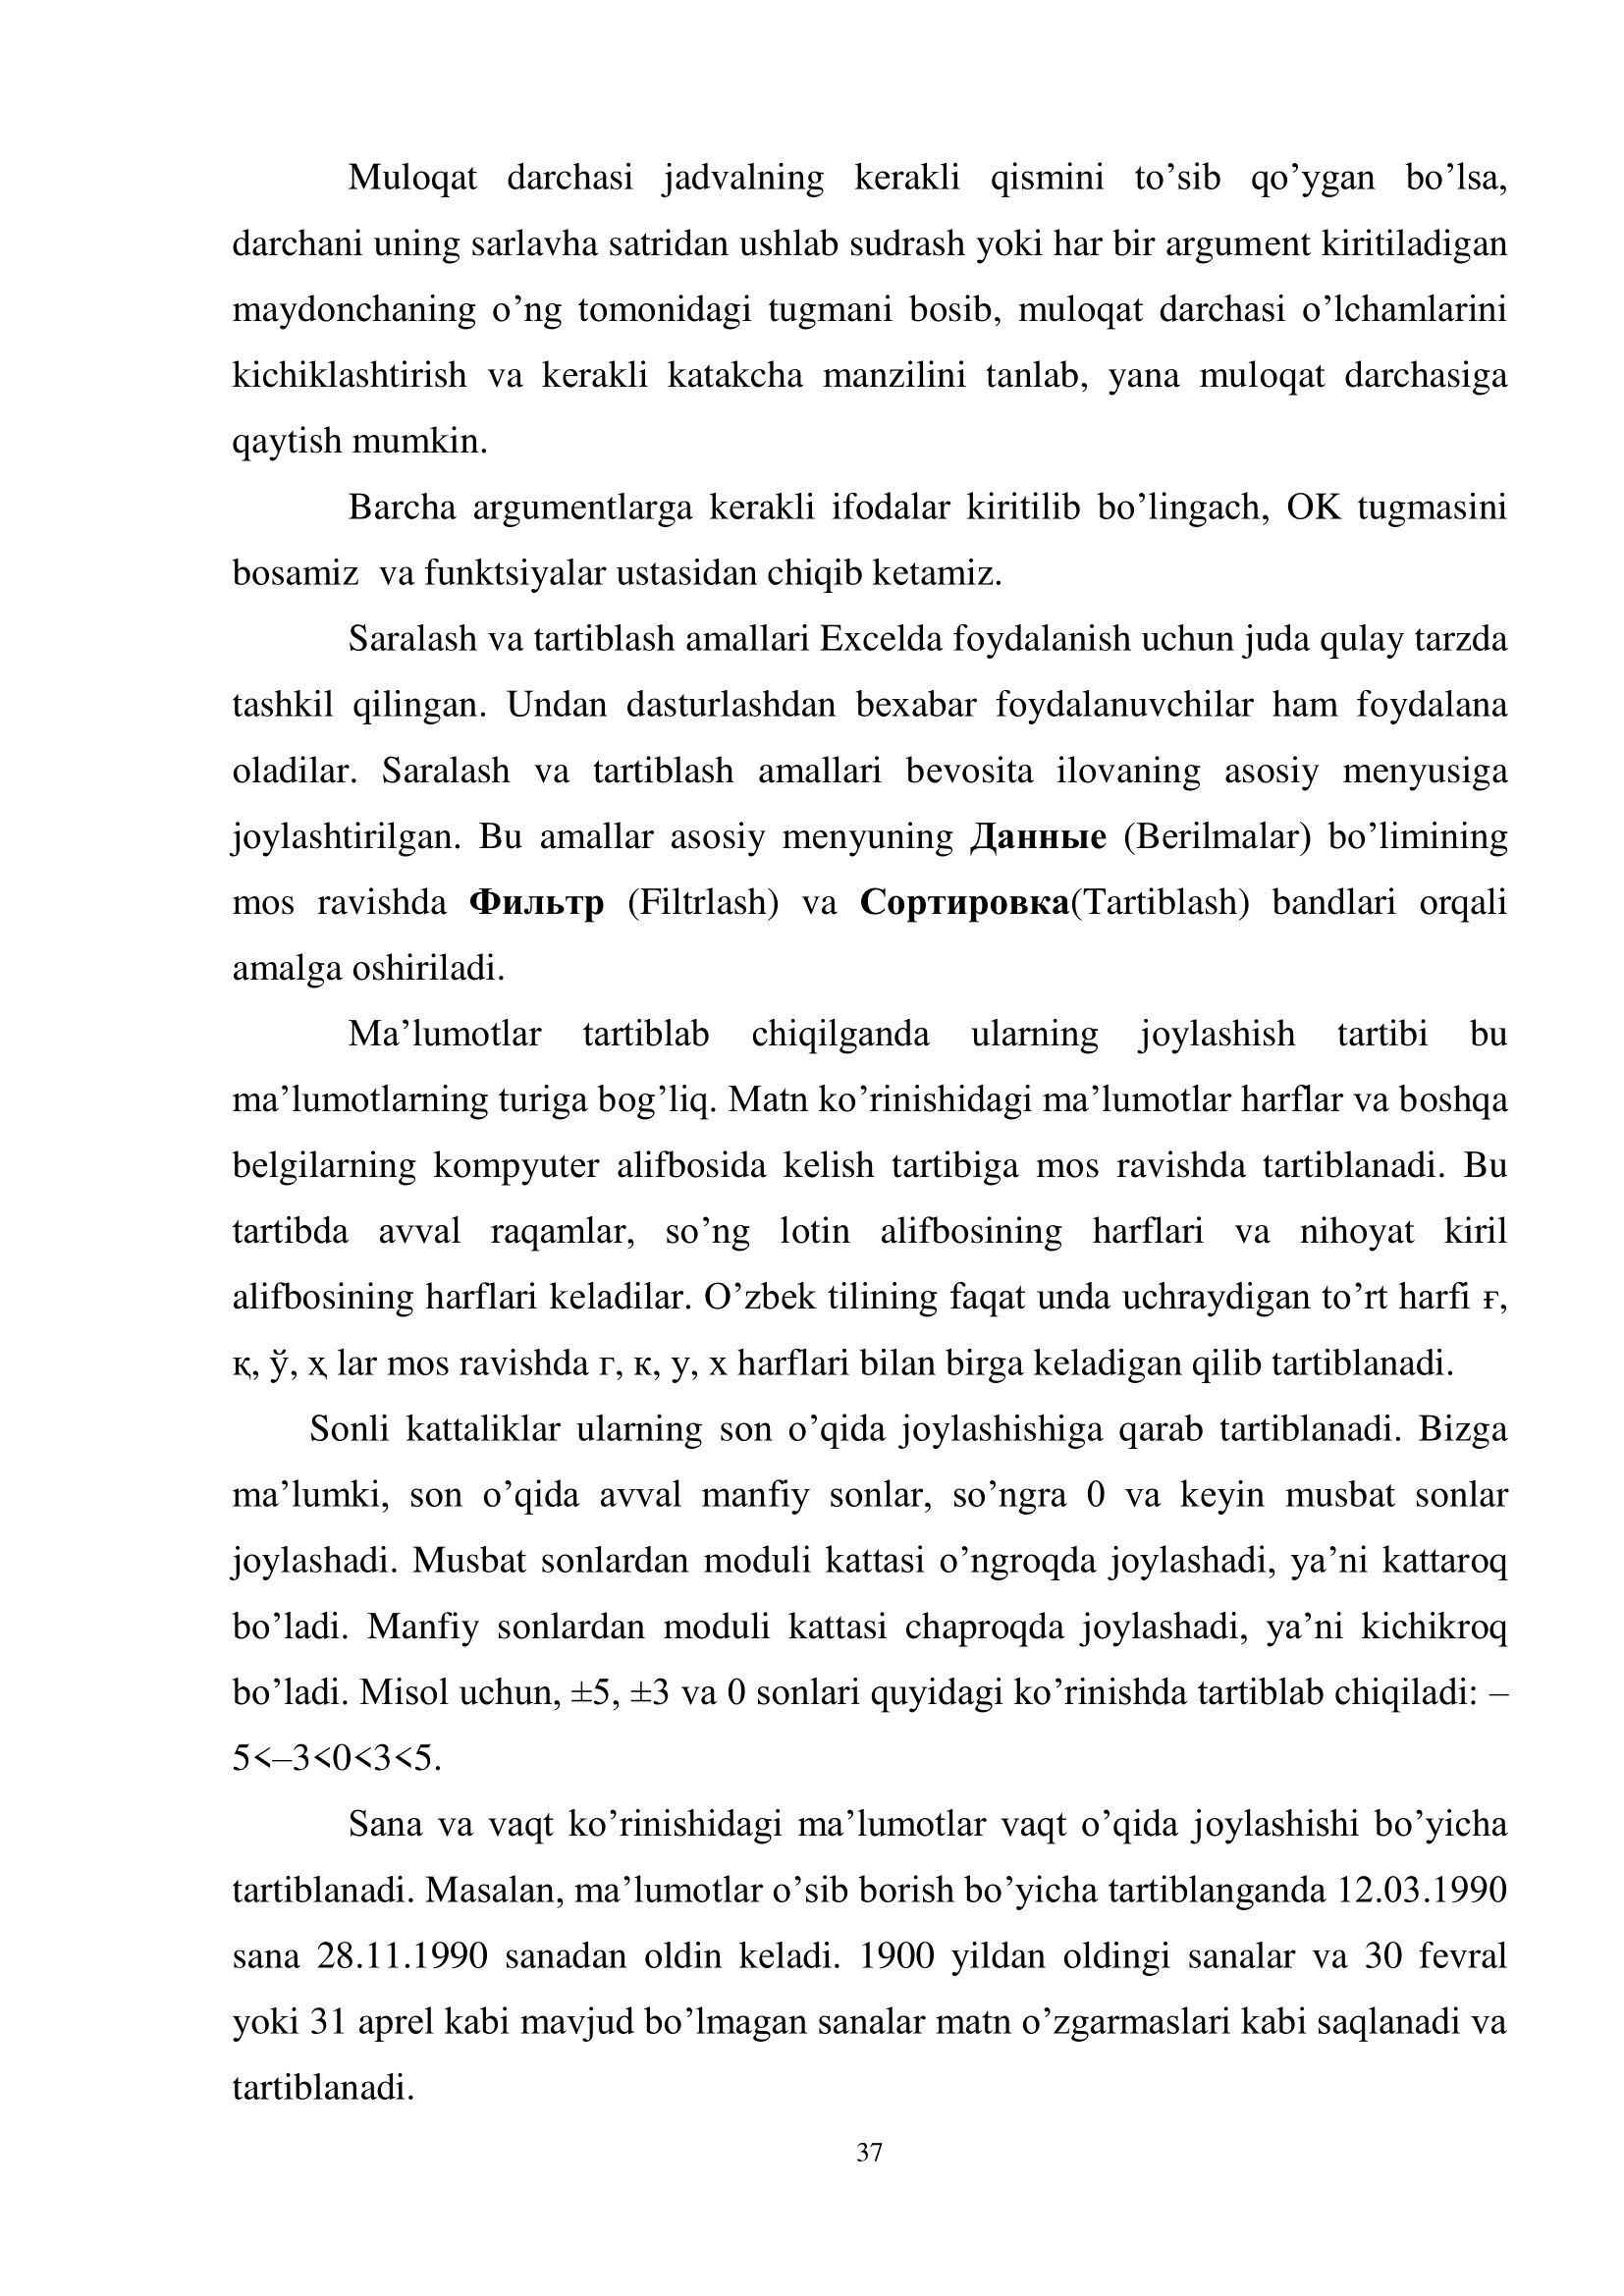 Muloqat darchasi jadvalning kerakli qismini to’sib qo’ygan bo’lsa,
darchani uning sarlavha satridan ushlab sudrash yoki har bir argument kiritiladigan
maydonchaning o’ng tomonidagi tugmani bosib, muloqat darchasi o’lchamlarini
kichiklashtirish va kerakli katakcha manzilini tanlab, yana muloqat darchasiga
qaytish mumkin.
Barcha argumentlarga kerakli ifodalar kiritilib bo’lingach, OK tugmasini
bosamiz va funktsiyalar ustasidan chiqib ketamiz.
Saralash va tartiblash amallari Excelda foydalanish uchun juda qulay tarzda
tashkil qilingan. Undan dasturlashdan bexabar foydalanuvchilar ham foydalana
oladilar. Saralash va tartiblash amallari bevosita ilovaning asosiy menyusiga
joylashtirilgan. Bu amallar asosiy menyuning Данные (Berilmalar) bo’limining
mos ravishda Фильтр (Filtrlash) va Сортировка(Tartiblash) bandlari orqali
amalga oshiriladi.
Ma’lumotlar tartiblab chiqilganda ularning joylashish tartibi bu
ma’lumotlarning turiga bog’liq. Matn ko’rinishidagi ma’lumotlar harflar va boshqa
belgilarning kompyuter alifbosida kelish tartibiga mos ravishda tartiblanadi. Bu
tartibda avval raqamlar, so’ng lotin alifbosining harflari va nihoyat kiril
alifbosining harflari keladilar. O’zbek tilining faqat unda uchraydigan to’rt harfi ғ,
қ, ў, ҳ lar mos ravishda г, к, у, х harflari bilan birga keladigan qilib tartiblanadi.
Sonli kattaliklar ularning son o’qida joylashishiga qarab tartiblanadi. Bizga
ma’lumki, son o’qida avval manfiy sonlar, so’ngra 0 va keyin musbat sonlar
joylashadi. Musbat sonlardan moduli kattasi o’ngroqda joylashadi, ya’ni kattaroq
bo’ladi. Manfiy sonlardan moduli kattasi chaproqda joylashadi, ya’ni kichikroq
bo’ladi. Misol uchun, ±5, ±3 va 0 sonlari quyidagi ko’rinishda tartiblab chiqiladi: –
5<–3<0<3<5.
Sana va vaqt ko’rinishidagi ma’lumotlar vaqt o’qida joylashishi bo’yicha
tartiblanadi. Masalan, ma’lumotlar o’sib borish bo’yicha tartiblanganda 12.03.1990
sana 28.11.1990 sanadan oldin keladi. 1900 yildan oldingi sanalar va 30 fevral
yoki 31 aprel kabi mavjud bo’lmagan sanalar matn o’zgarmaslari kabi saqlanadi va
tartiblanadi.
37